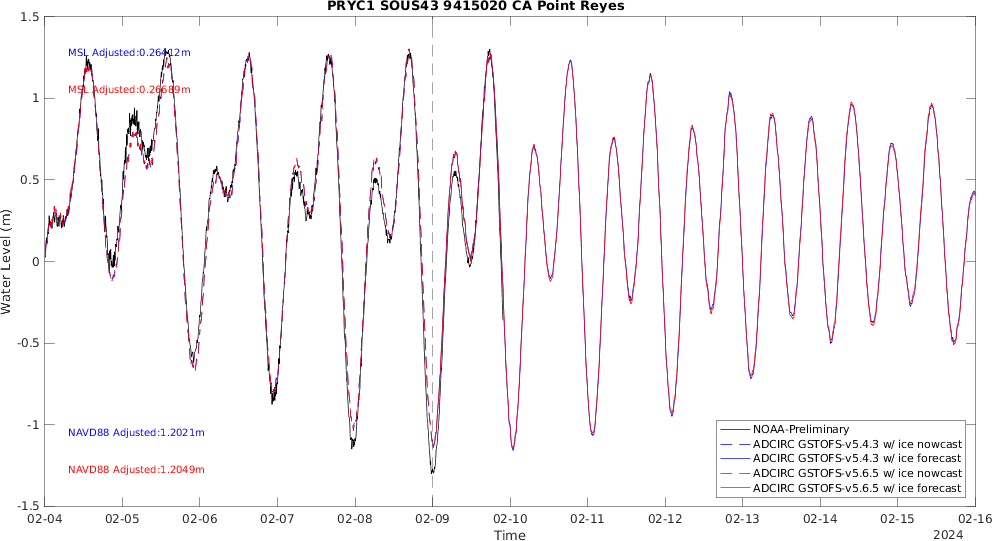 PRYC1 SOUS43 9415020 CA Point Reyes
MSL Adjusted:0.26412m
MSL Adjusted:0.26689m
NAVD88 Adjusted:1.2021m
NAVD88 Adjusted:1.2049m
Water Level (m)
1.5
1
0.5
0
-0.5
-1
-1.5
NOAA-Preliminary
ADCIRC GSTOFS-v5.4.3 w/ ice nowcast
ADCIRC GSTOFS-v5.4.3 w/ ice forecast
ADCIRC GSTOFS-v5.6.5 w/ ice nowcast
ADCIRC GSTOFS-v5.6.5 w/ ice forecast
02-04 02-05 02-06 02-07 02-08 02-09 02-10 02-11 02-12 02-13 02-14 02-15 02-16
Time
2024